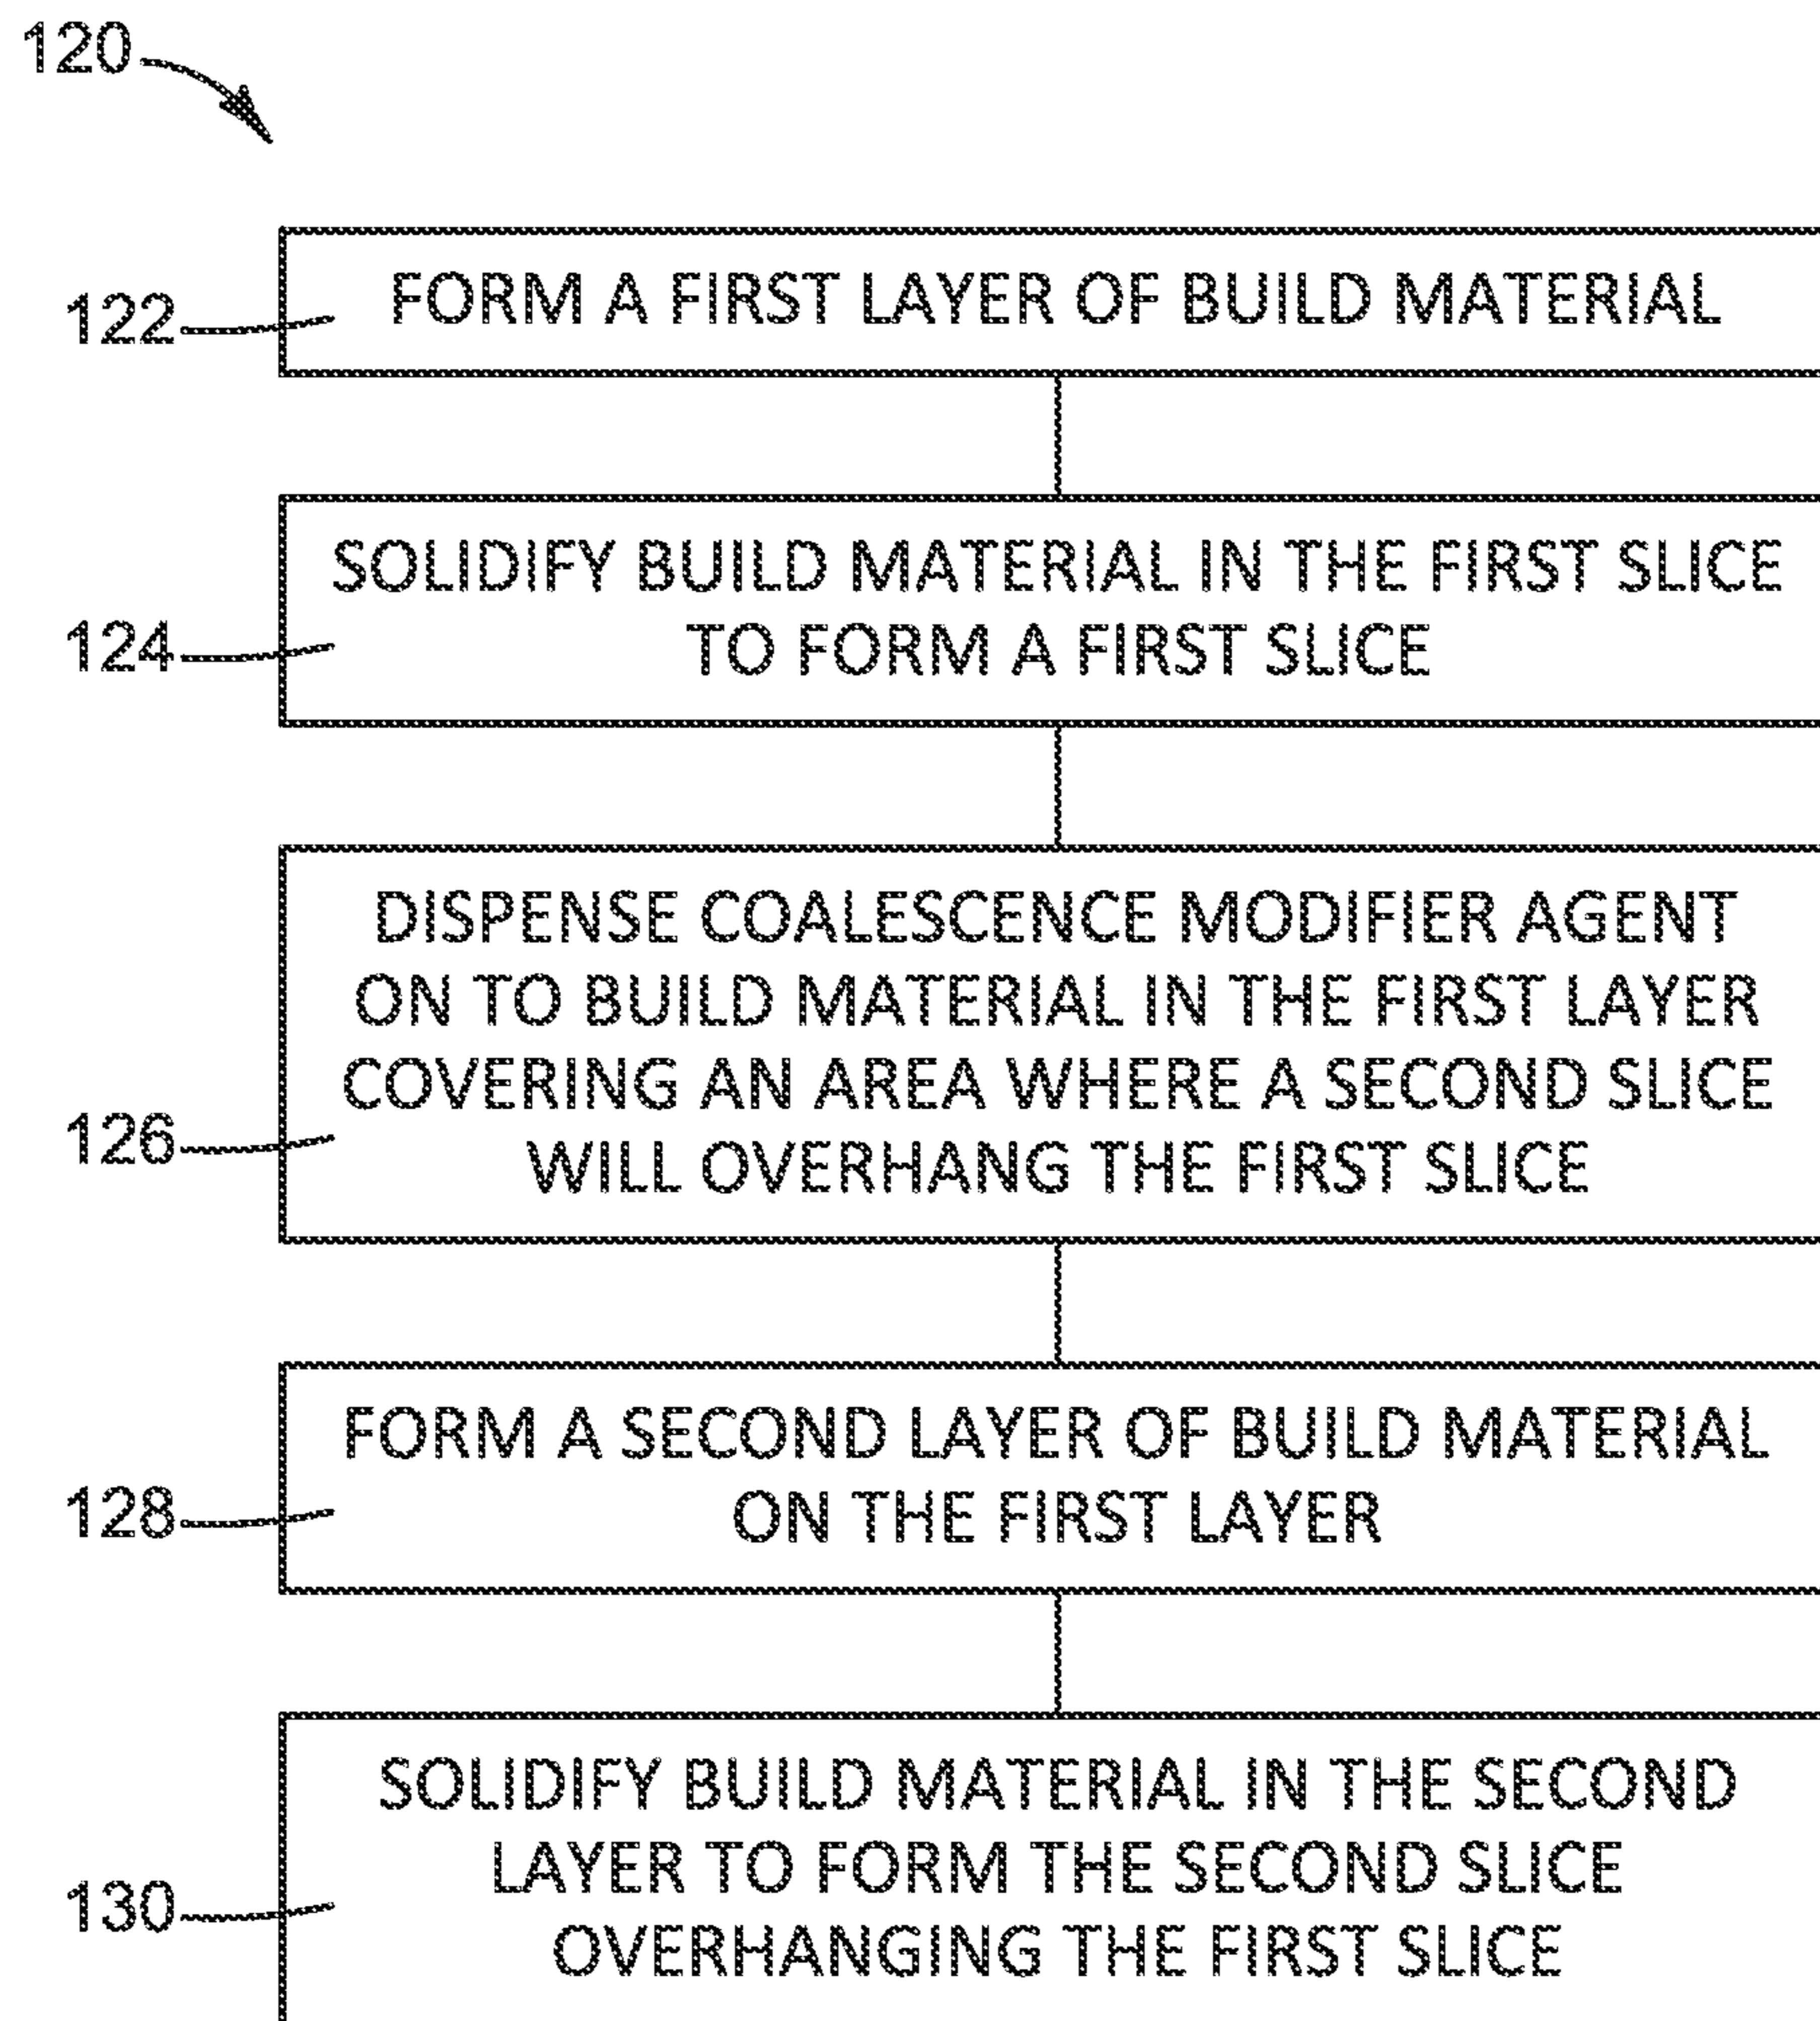 120
122
FORM A FIRST LAYER OF BUILD MATERIAL
SOLIDIFY BUILD MATERIAL IN THE FIRST SLICE
124
TO FORM A FIRST SLICE
DISPENSE COALESCENCE MODIFIER AGENT
ON TO BUILD MATERIAL IN THE FIRST LAYER
COVERING AN AREA WHERE A SECOND SLICE
126
WILL OVERHANG THE FIRST SLICE
FORM A SECOND LAYER OF BUILD MATERIAL
128
ON THE FIRST LAYER
SOLIDIFY BUILD MATERIAL IN THE SECOND
LAYER TO FORM THE SECOND SLICE
130
OVERHANGING THE FIRST SLICE